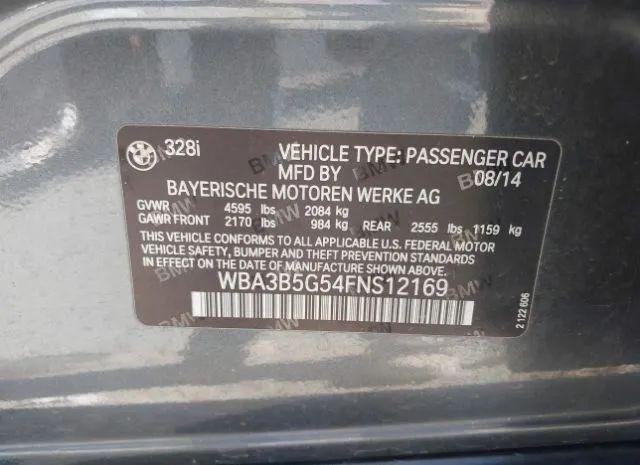 BMW 328i VEHICLE TYPE: PASSENGER CAR
MFD BY 08/14
BAYERISCHE MOTOREN WERKE AG
GVWR 4595 lbs 2084 kg
GAWR FRONT 2170 lbs 984 kg REAR 2555 lbs 1159 kg
THIS VEHICLE CONFORMS TO ALL APPLICABLE U.S. FEDERAL MOTOR
VEHICLE SAFETY, BUMPER, AND THEFT PREVENTION STANDARDS
IN EFFECT ON THE DATE OF MANUFACTURE SHOWN ABOVE.
WBA3B5G54FNS12169
2 122 606